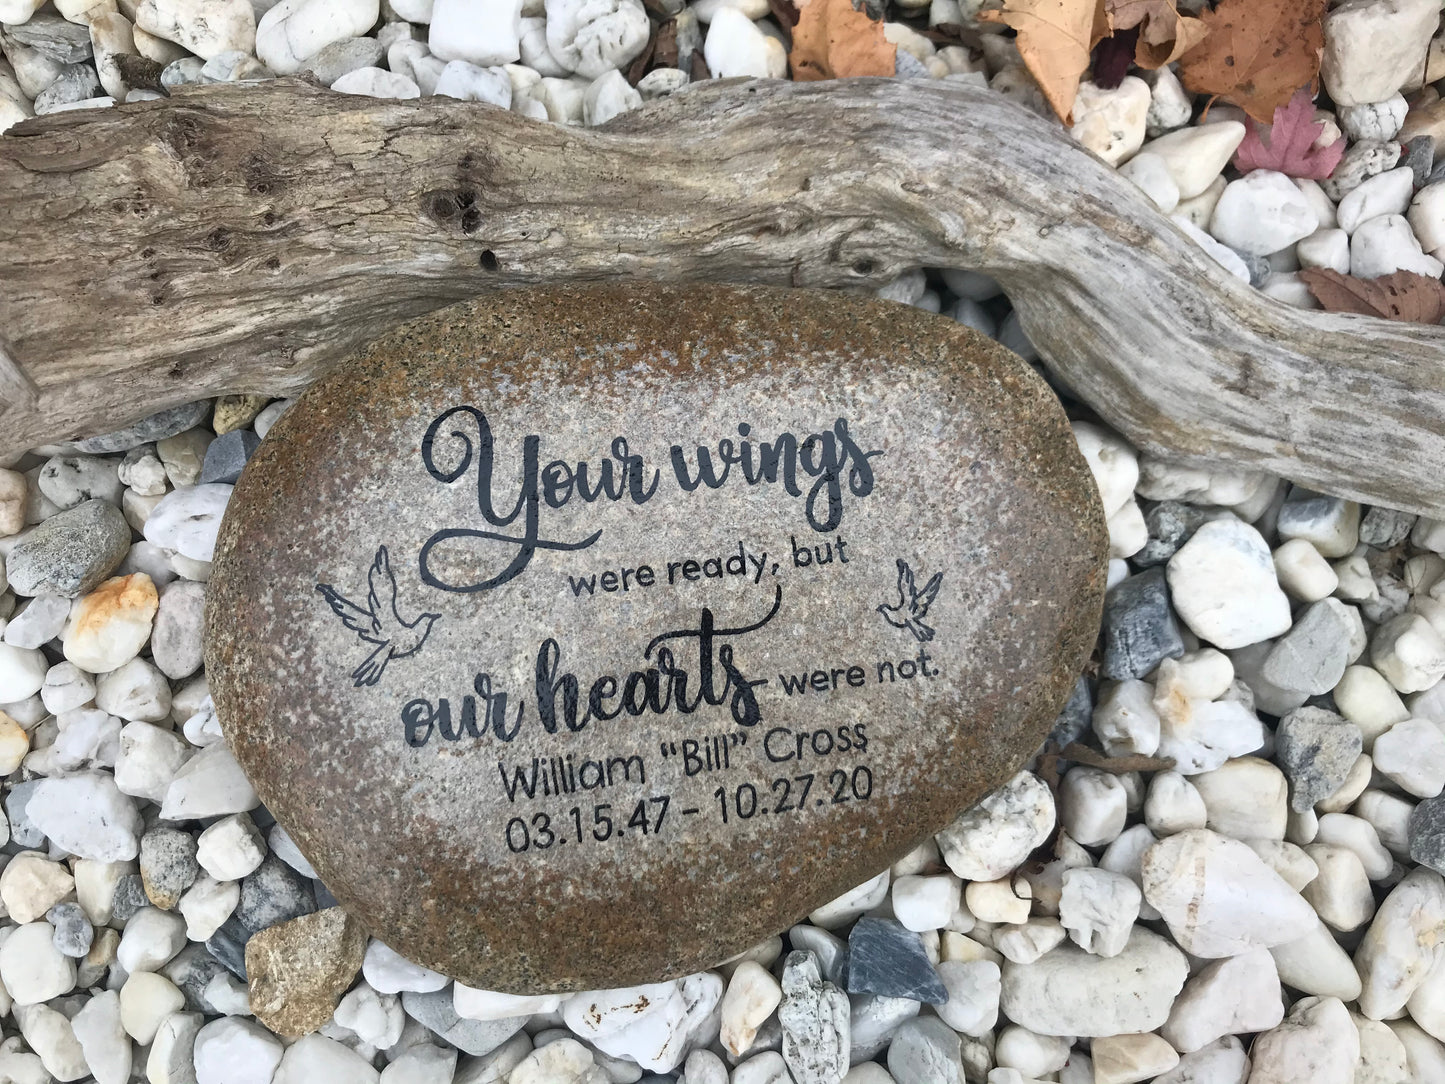 Your wings
were ready, but
our hearts were not.
William “Bill” Cross
03.15.47 - 10.27.20